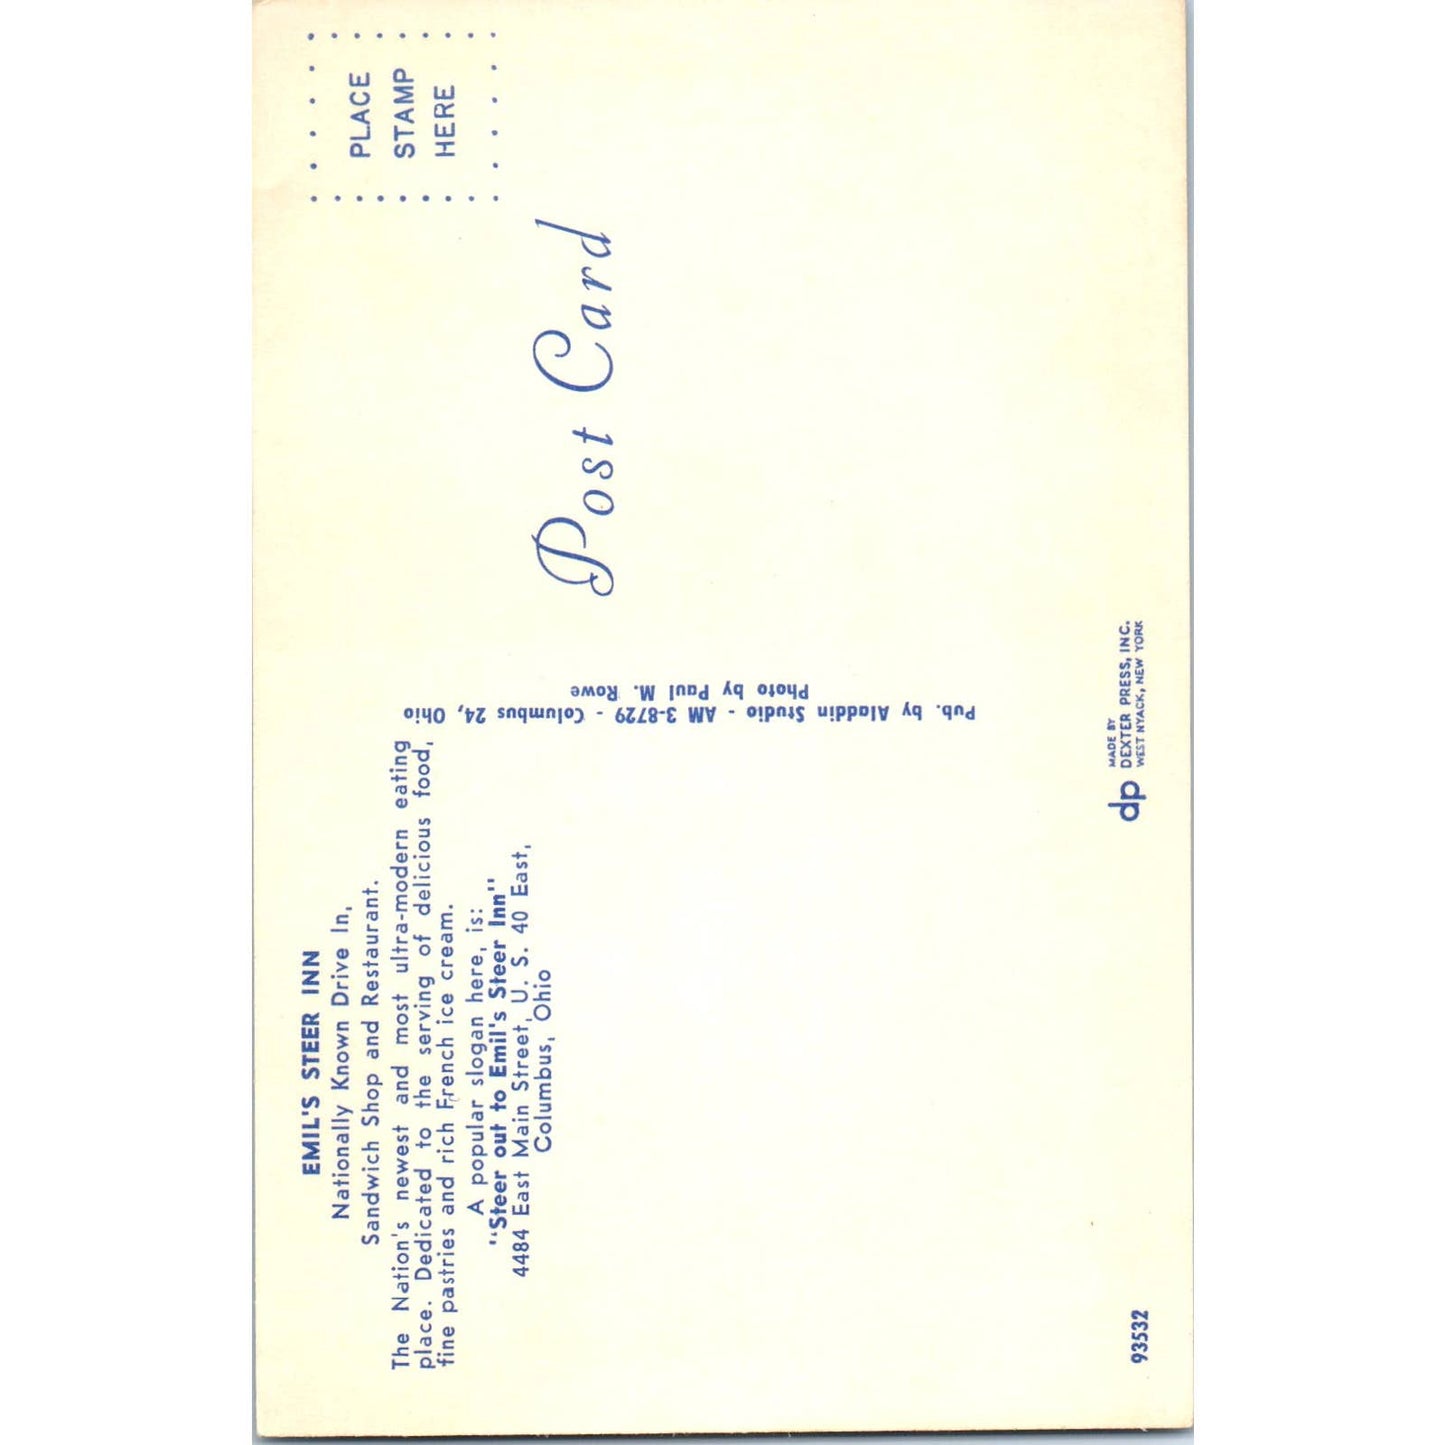 EMIL'S STEER INN
Nationally Known Drive In,
Sandwich Shop and Restaurant.
The Nation's newest and most ultra-modern eating
place. Dedicated to the serving of delicious food,
fine pastries and rich French ice cream.
A popular slogan here, is:
"Steer out to Emil's Steer Inn"
4484 East Main Street, U. S. 40 East,
Columbus, Ohio
93532
Pub. by Aladdin Studio - AM 3-8729 - Columbus 24, Ohio
Photo by Paul M. Rowe
dp
MADE BY
DEXTER PRESS, INC.
WEST NYACK, NEW YORK
Post Card
PLACE
STAMP
HERE